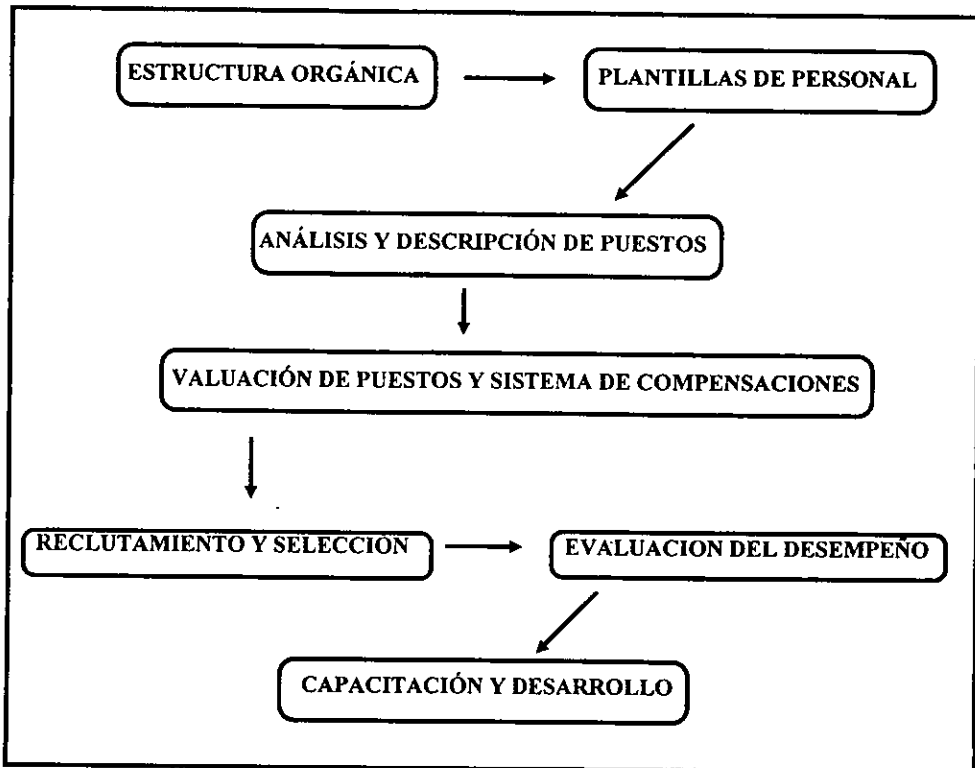 ESTRUCTURA ORGÁNICA
PLANTILLAS DE PERSONAL
ANÁLISIS Y DESCRIPCIÓN DE PUESTOS
VALUACIÓN DE PUESTOS Y SISTEMA DE COMPENSACIONES
RECLUTAMIENTO Y SELECCIÓN
EVALUACION DEL DESEMPEÑO
CAPACITACIÓN Y DESARROLLO